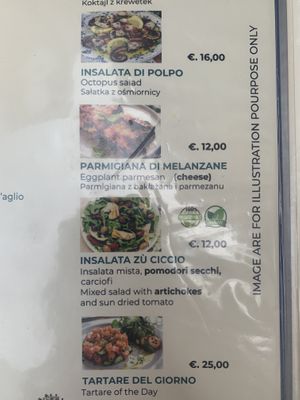 Koktajl z krewetek
€. 16,00
INSALATA DI POLPO
Octopus salad
Sałatka z ośmiornicy
€. 12,00
PARMIGIANA DI MELANZANE
Eggplant parmesan (cheese)
Parmigiana z bakłażana i parmezanu
'aglio
100%
€. 12,00
INSALATA ZÙ CICCIO
Insalata mista, pomodori secchi,
carciofi
Mixed salad with artichokes
and sun dried tomato
€. 25,00
TARTARE DEL GIORNO
Tartare of the Day
IMAGE ARE FOR ILLUSTRATION POURPOSE ONLY